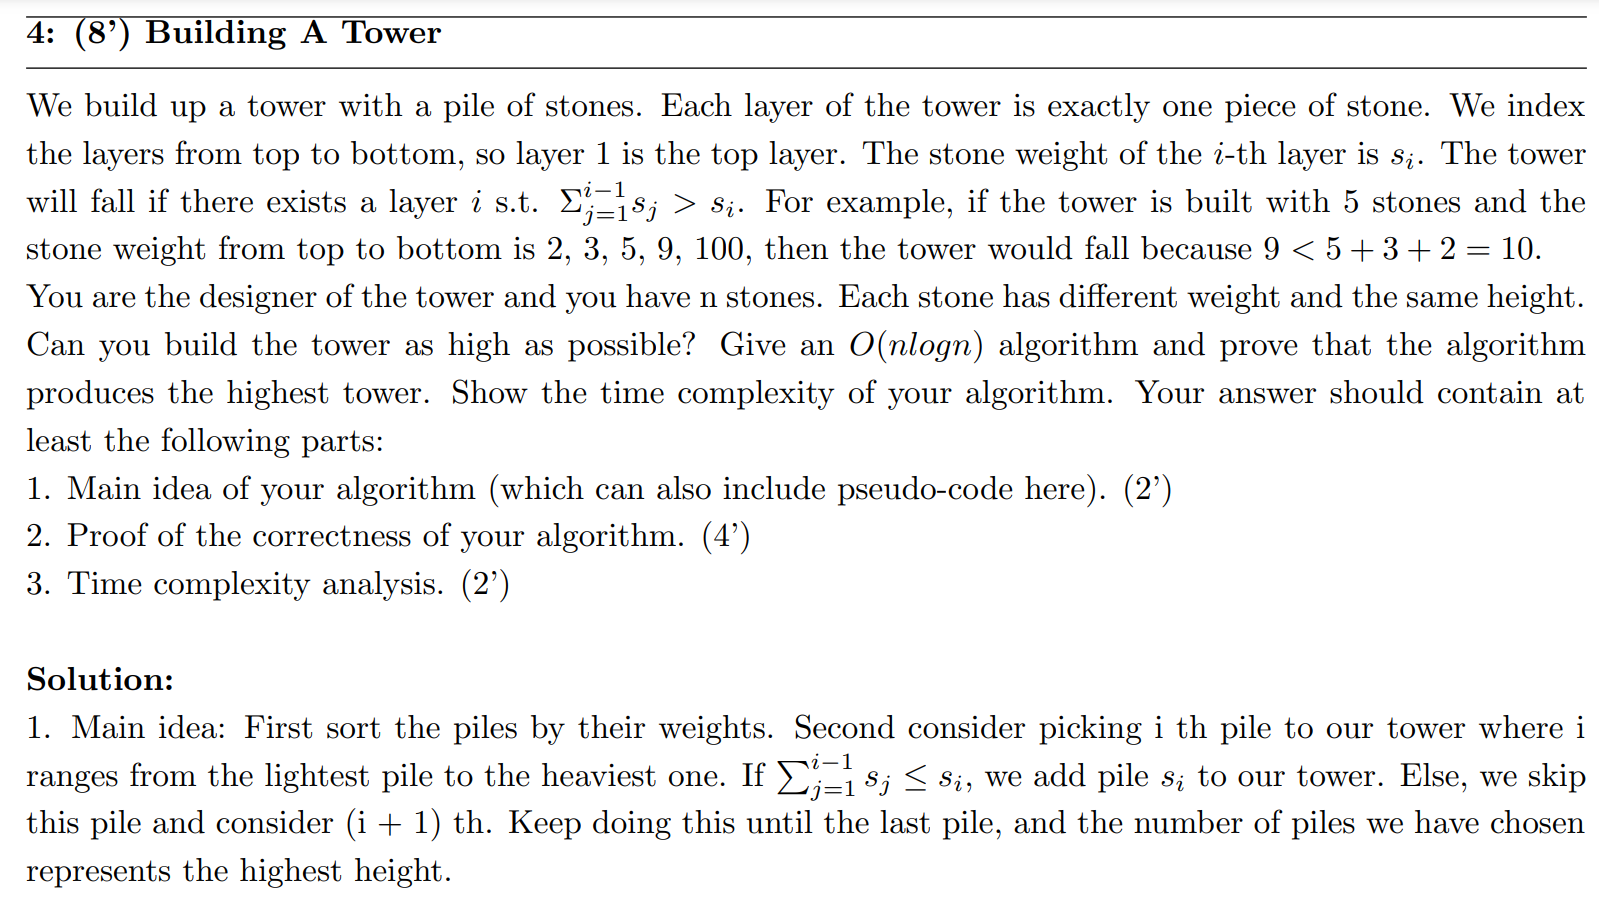 4: (8’) Building A Tower
We build up a tower with a pile of stones. Each layer of the tower is exactly one piece of stone. We index
the layers from top to bottom, so layer 1 is the top layer. The stone weight of the i-th layer is sᵢ. The tower
will fall if there exists a layer i s.t. Σ_{j=1}^{i−1} s_j > s_i. For example, if the tower is built with 5 stones and the
stone weight from top to bottom is 2, 3, 5, 9, 100, then the tower would fall because 9 < 5 + 3 + 2 = 10.
You are the designer of the tower and you have n stones. Each stone has different weight and the same height.
Can you build the tower as high as possible? Give an O(nlogn) algorithm and prove that the algorithm
produces the highest tower. Show the time complexity of your algorithm. Your answer should contain at
least the following parts:
1. Main idea of your algorithm (which can also include pseudo-code here). (2’)
2. Proof of the correctness of your algorithm. (4’)
3. Time complexity analysis. (2’)
Solution:
1. Main idea: First sort the piles by their weights. Second consider picking i th pile to our tower where i
ranges from the lightest pile to the heaviest one. If ∑_{j=1}^{i−1} s_j ≤ s_i, we add pile s_i to our tower. Else, we skip
this pile and consider (i + 1) th. Keep doing this until the last pile, and the number of piles we have chosen
represents the highest height.